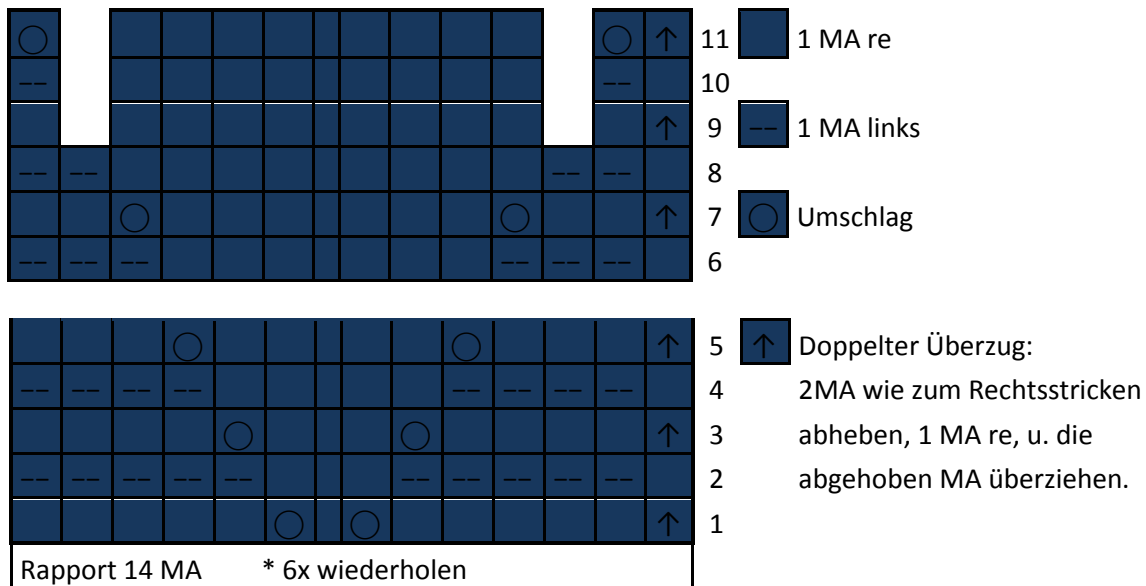 11 1 MA re
10
9 -- 1 MA links
8
7 Umschlag
6
5 ↑ Doppelter Überzug:
4 2MA wie zum Rechtsstricken
3 abheben, 1 MA re, u. die
2 abgehoben MA überziehen.
1
Rapport 14 MA * 6x wiederholen